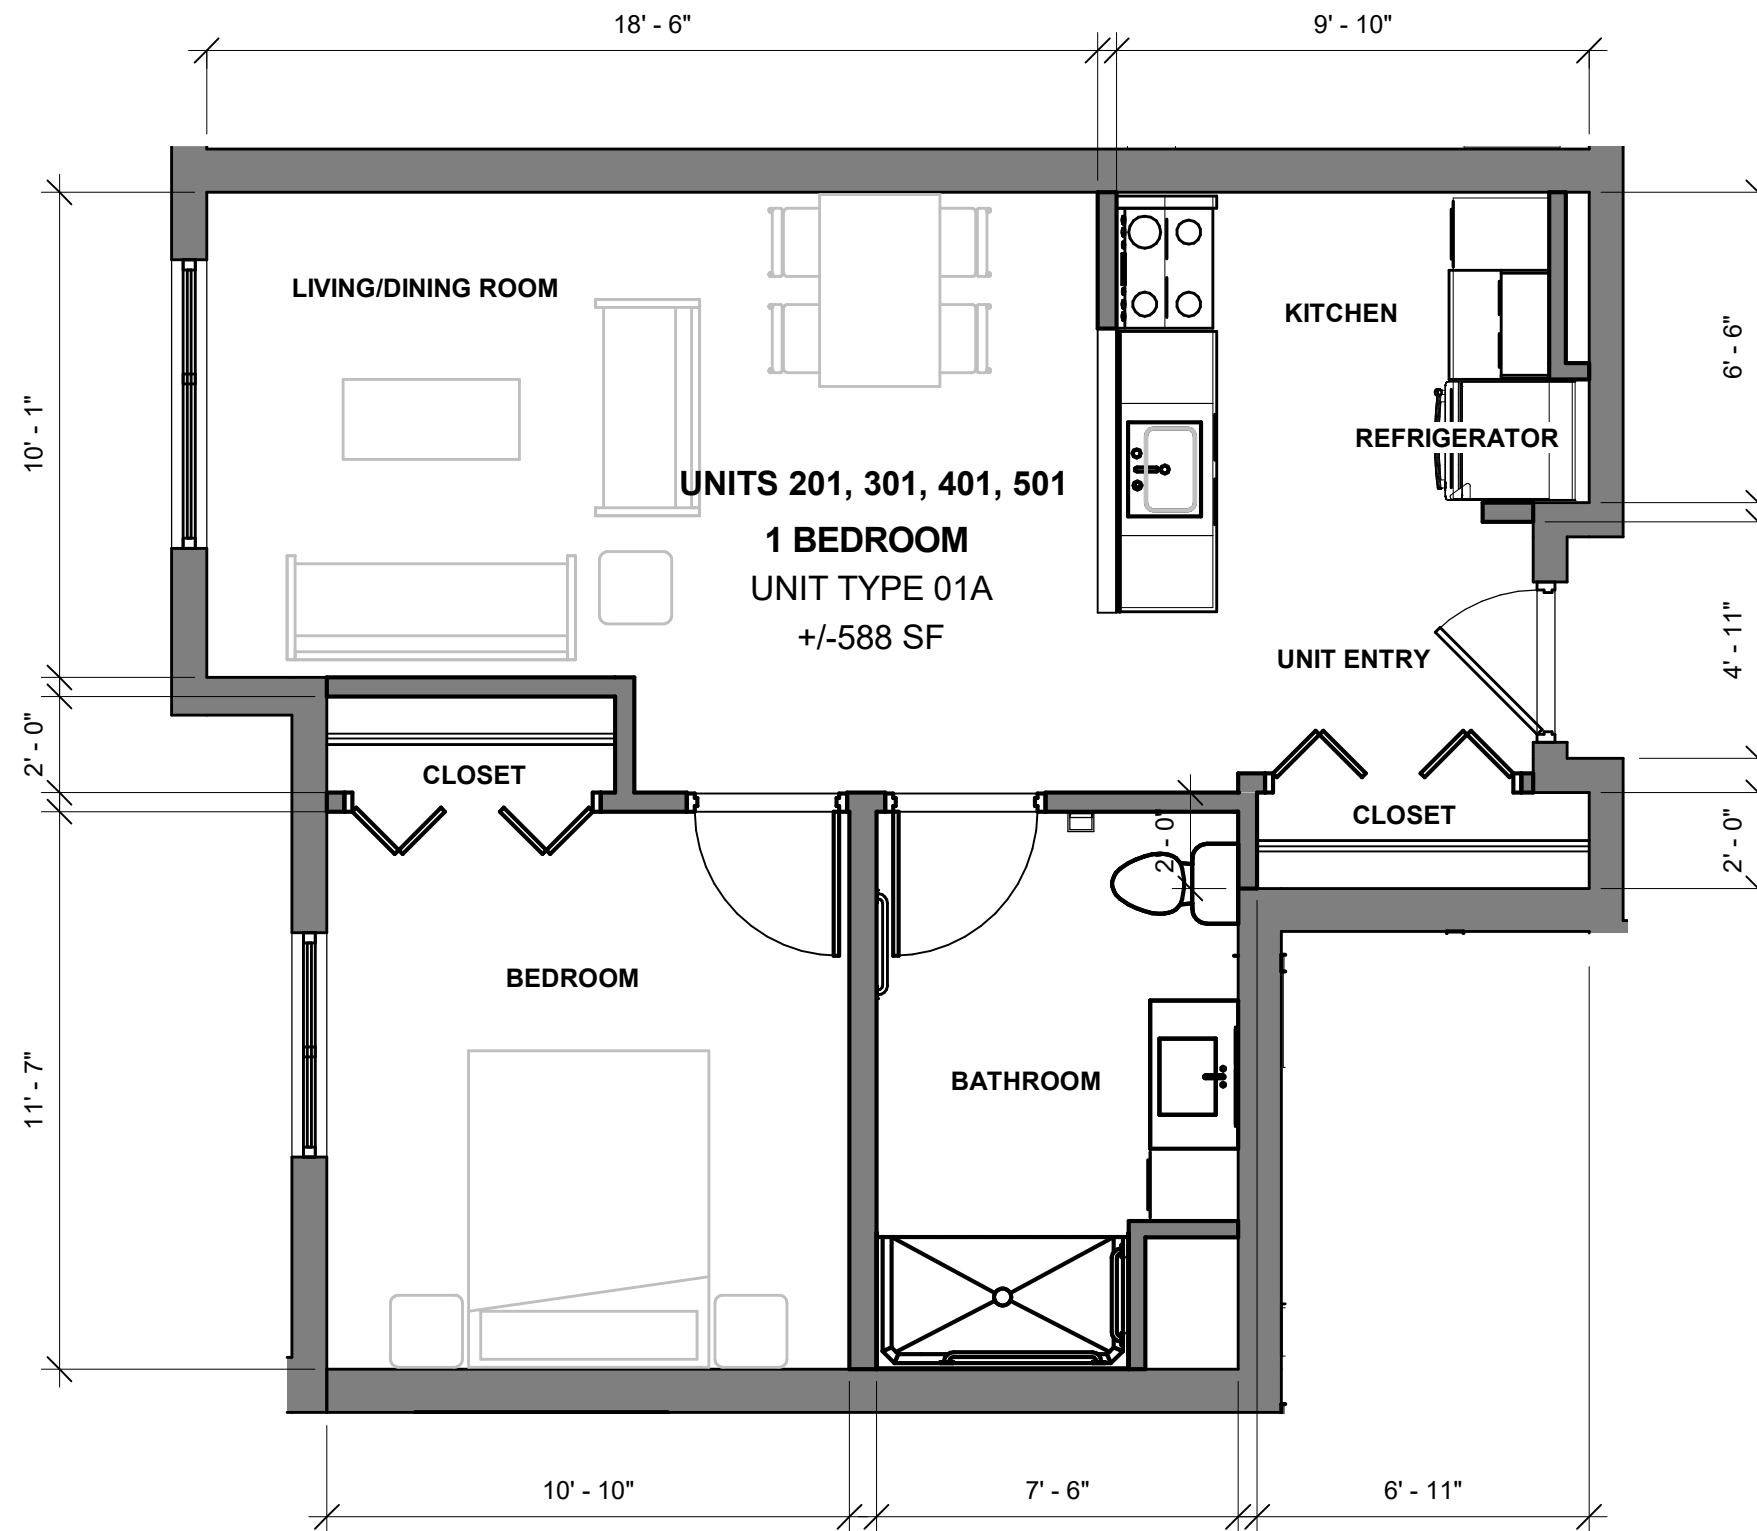 18' - 6"
9' - 10"
LIVING/DINING ROOM
KITCHEN
6' - 6"
10' - 1"
REFRIGERATOR
UNITS 201, 301, 401, 501
1 BEDROOM
UNIT TYPE 01A
+/-588 SF
UNIT ENTRY
4' - 11"
2' - 0"
CLOSET
CLOSET
2' - 0"
2' - 0"
BEDROOM
BATHROOM
11' - 7"
10' - 10"
7' - 6"
6' - 11"